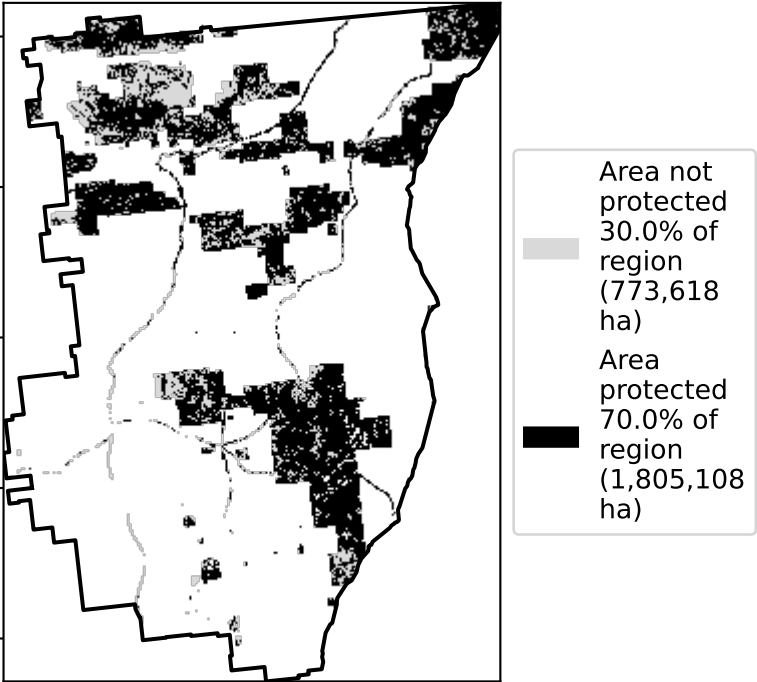 Area not
protected
30.0% of
region
(773,618
ha)
Area
protected
70.0% of
region
(1,805,108
ha)